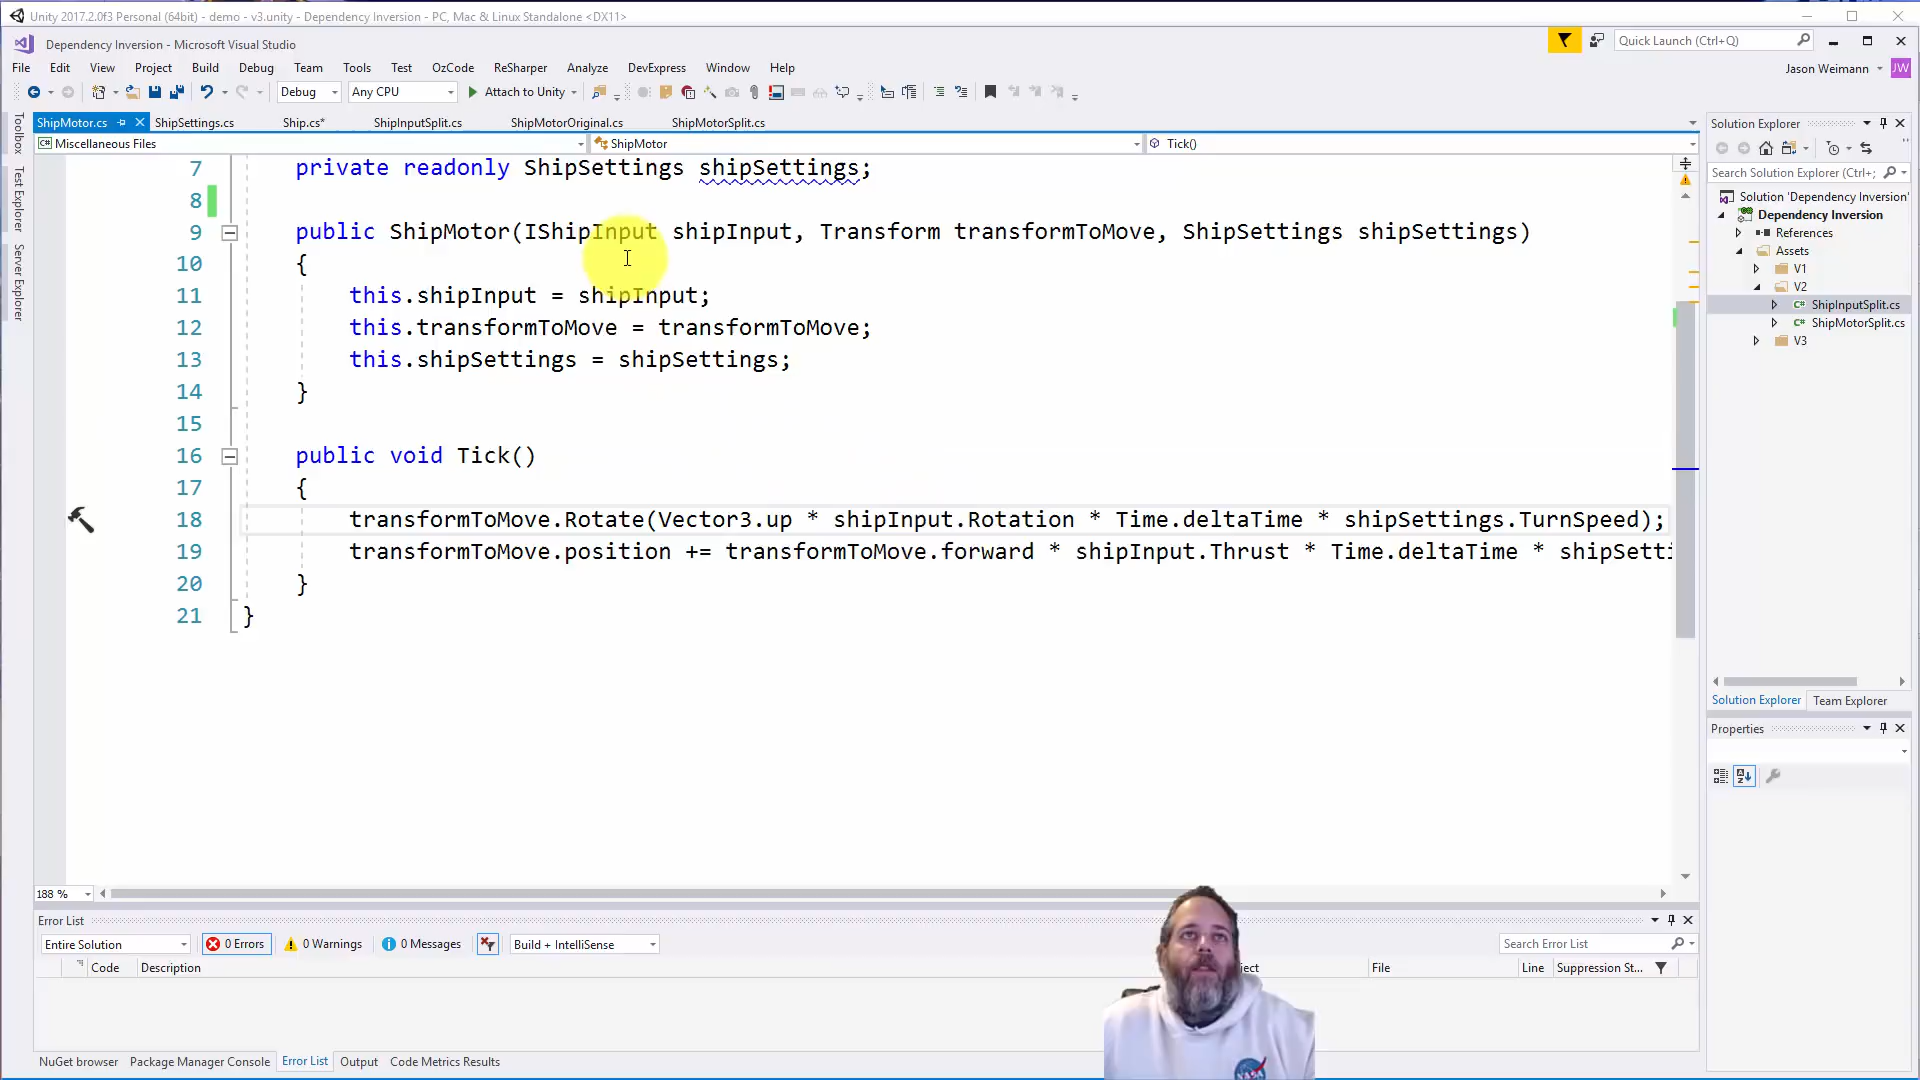 Unity 2017.2.0f3 Personal (64bit) - demo - v3.unity - Dependency Inversion - PC, Mac & Linux Standalone <DX11>
Dependency Inversion - Microsoft Visual Studio
Quick Launch (Ctrl+Q)
File Edit View Project Build Debug Team Tools Test OzCode ReSharper Analyze DevExpress Window Help
Jason Weimann JW
Debug Any CPU Attach to Unity
ShipMotor.cs ShipSettings.cs Ship.cs* ShipInputSplit.cs ShipMotorOriginal.cs ShipMotorSplit.cs
C# Miscellaneous Files ShipMotor Tick()
Toolbox
Test Explorer
Server Explorer
7 private readonly ShipSettings shipSettings;
8
9 public ShipMotor(IShipInput shipInput, Transform transformToMove, ShipSettings shipSettings)
10 {
11 this.shipInput = shipInput;
12 this.transformToMove = transformToMove;
13 this.shipSettings = shipSettings;
14 }
15
16 public void Tick()
17 {
18 transformToMove.Rotate(Vector3.up * shipInput.Rotation * Time.deltaTime * shipSettings.TurnSpeed);
19 transformToMove.position += transformToMove.forward * shipInput.Thrust * Time.deltaTime * shipSetti
20 }
21 }
188 %
Solution Explorer
Search Solution Explorer (Ctrl+;
Solution 'Dependency Inversion'
Dependency Inversion
References
Assets
V1
V2
C# ShipInputSplit.cs
C# ShipMotorSplit.cs
V3
Solution Explorer Team Explorer
Properties
Error List
Entire Solution 0 Errors 0 Warnings 0 Messages Build + IntelliSense
Search Error List
Code Description ject File Line Suppression St...
NuGet browser Package Manager Console Error List Output Code Metrics Results
NASA